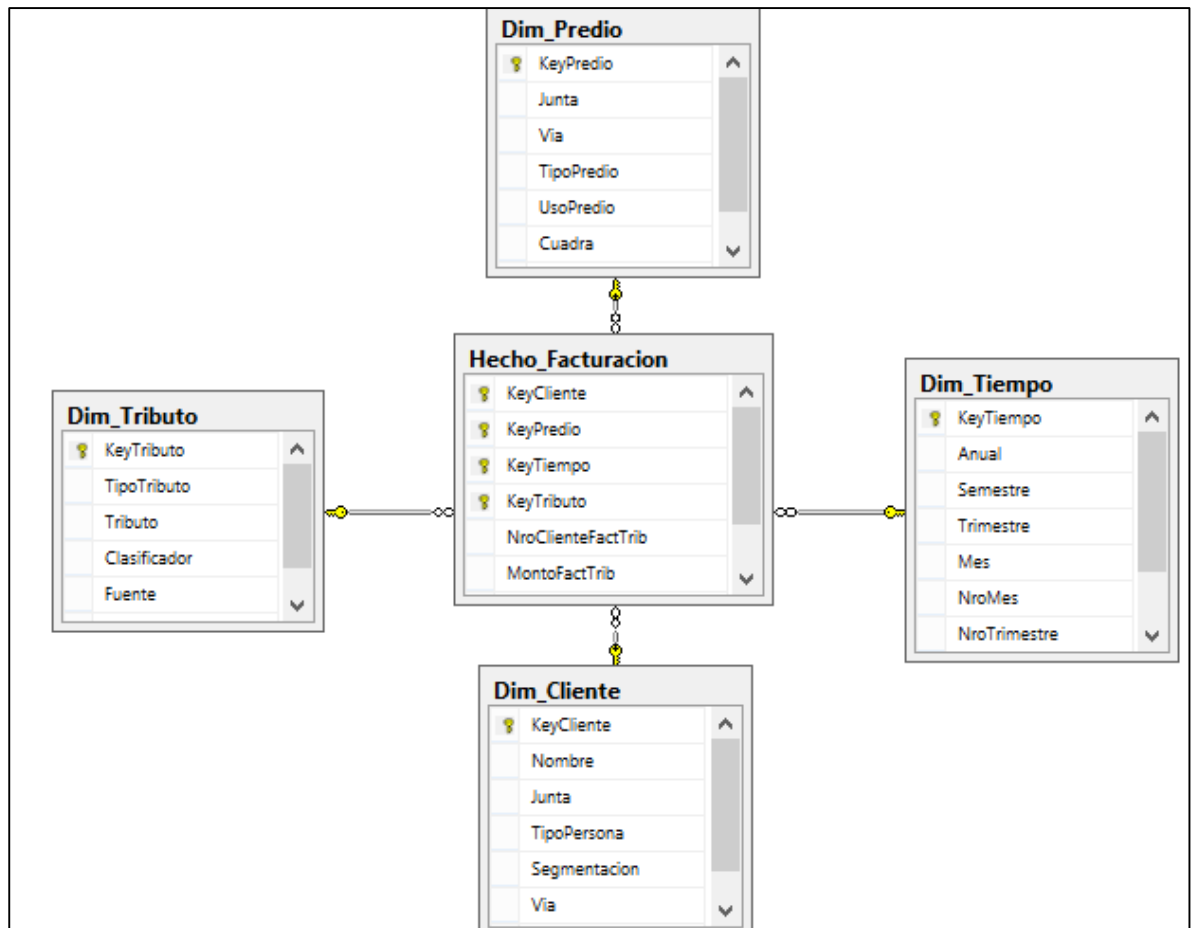 Dim_Predio
KeyPredio
Junta
Via
TipoPredio
UsoPredio
Cuadra
Hecho_Facturacion
KeyCliente
KeyPredio
KeyTiempo
KeyTributo
NroClienteFactTrib
MontoFactTrib
Dim_Tributo
KeyTributo
TipoTributo
Tributo
Clasificador
Fuente
Dim_Tiempo
KeyTiempo
Anual
Semestre
Trimestre
Mes
NroMes
NroTrimestre
Dim_Cliente
KeyCliente
Nombre
Junta
TipoPersona
Segmentacion
Via